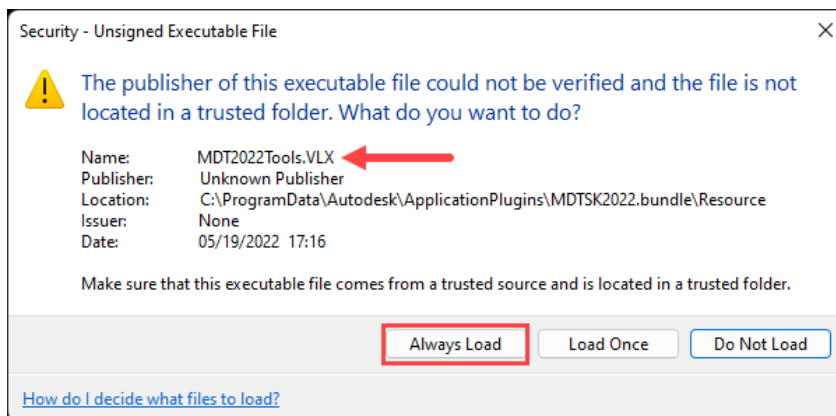 Security - Unsigned Executable File
The publisher of this executable file could not be verified and the file is not
located in a trusted folder. What do you want to do?
Name: MDT2022Tools.VLX
Publisher: Unknown Publisher
Location: C:\ProgramData\Autodesk\ApplicationPlugins\MDTSK2022.bundle\Resource
Issuer: None
Date: 05/19/2022 17:16
Make sure that this executable file comes from a trusted source and is located in a trusted folder.
Always Load Load Once Do Not Load
How do I decide what files to load?